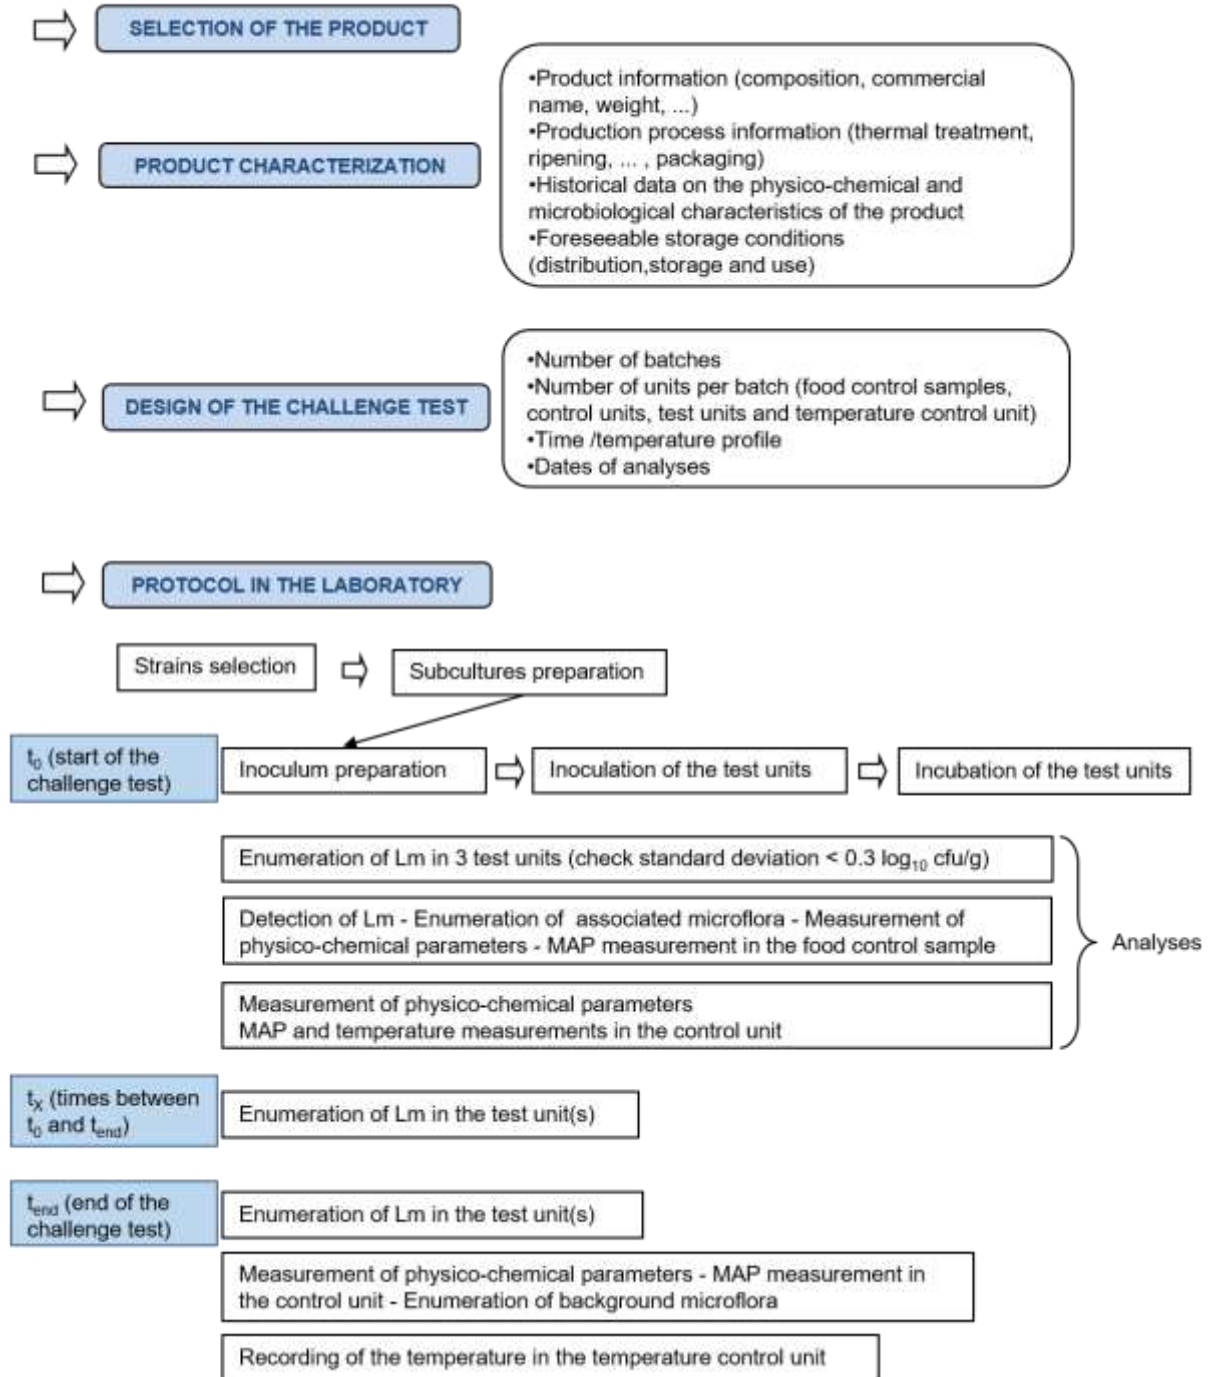 SELECTION OF THE PRODUCT
•Product information (composition, commercial
name, weight, ...)
•Production process information (thermal treatment,
ripening, ... , packaging)
•Historical data on the physico-chemical and
microbiological characteristics of the product
•Foreseeable storage conditions
(distribution,storage and use)
PRODUCT CHARACTERIZATION
•Number of batches
•Number of units per batch (food control samples,
control units, test units and temperature control unit)
•Time /temperature profile
•Dates of analyses
DESIGN OF THE CHALLENGE TEST
PROTOCOL IN THE LABORATORY
Strains selection
Subcultures preparation
t0 (start of the
challenge test)
Inoculum preparation
Inoculation of the test units
Incubation of the test units
Enumeration of Lm in 3 test units (check standard deviation < 0.3 log10 cfu/g)
Detection of Lm - Enumeration of associated microflora - Measurement of
physico-chemical parameters - MAP measurement in the food control sample
Analyses
Measurement of physico-chemical parameters
MAP and temperature measurements in the control unit
tX (times between
t0 and tend)
Enumeration of Lm in the test unit(s)
tend (end of the
challenge test)
Enumeration of Lm in the test unit(s)
Measurement of physico-chemical parameters - MAP measurement in
the control unit - Enumeration of background microflora
Recording of the temperature in the temperature control unit